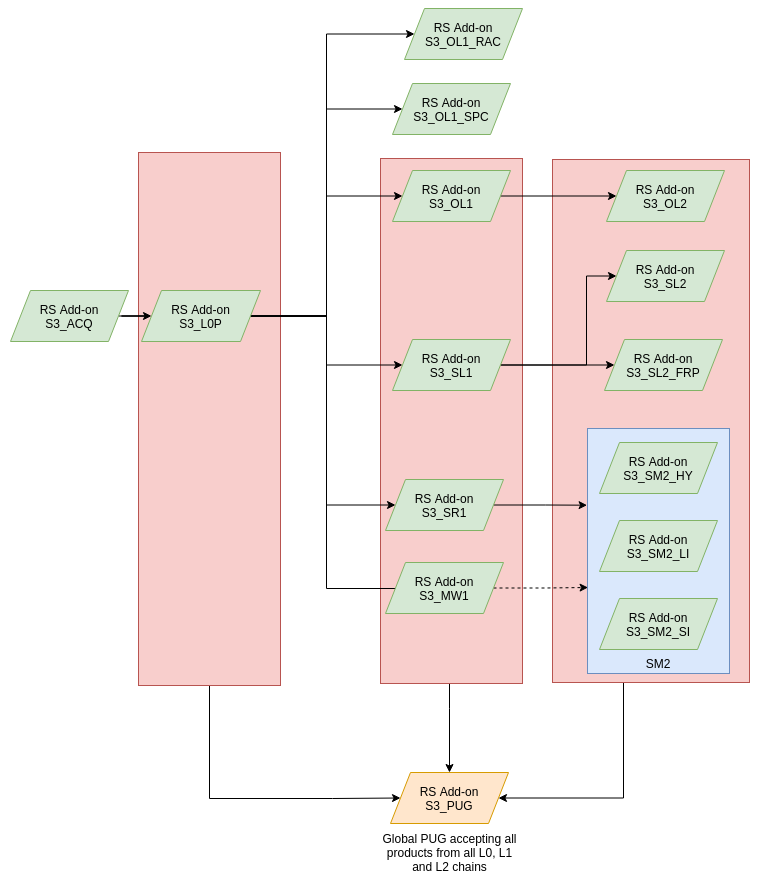 RS Add-on
S3_OL1_RAC
RS Add-on
S3_OL1_SPC
RS Add-on
S3_OL1
RS Add-on
S3_OL2
RS Add-on
S3_SL2
RS Add-on
S3_ACQ
RS Add-on
S3_L0P
RS Add-on
S3_SL1
RS Add-on
S3_SL2_FRP
RS Add-on
S3_SM2_HY
RS Add-on
S3_SR1
RS Add-on
S3_SM2_LI
RS Add-on
S3_MW1
RS Add-on
S3_SM2_SI
SM2
RS Add-on
S3_PUG
Global PUG accepting all
products from all L0, L1
and L2 chains